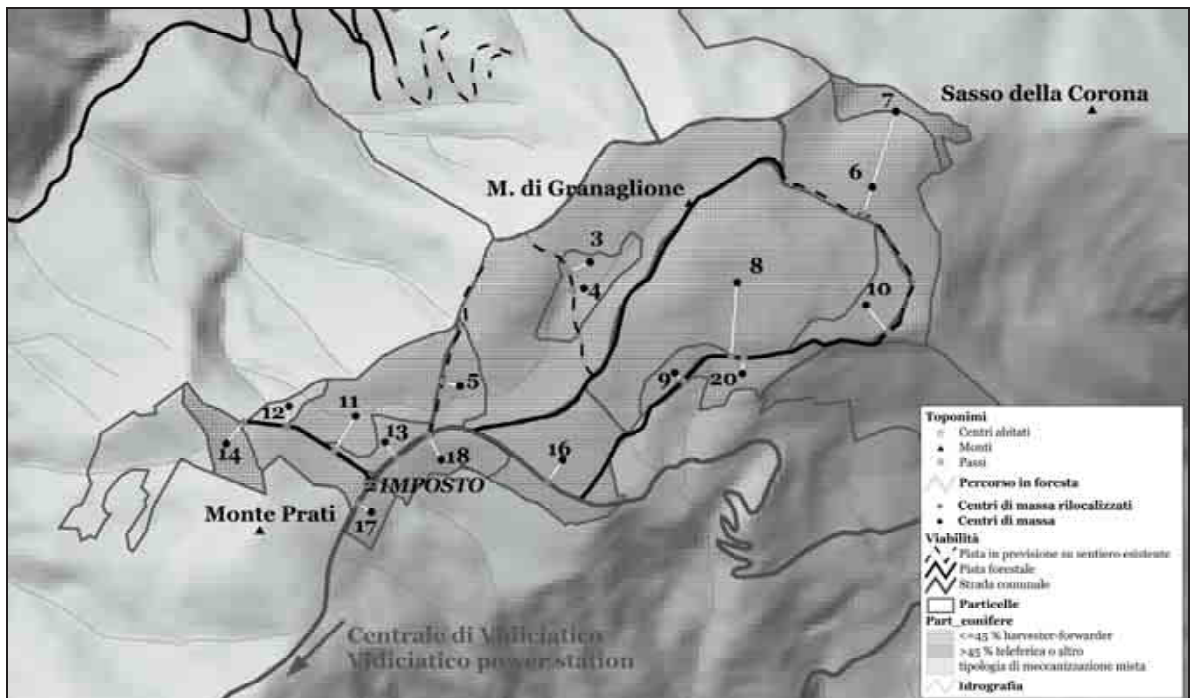 7
Sasso della Corona
6
M. di Granaglione
3
4
8
10
5
9
20
12
11
13
14
18
16
IMPOSTO
Monte Prati
17
Centrale di Vidiciatico
Vidiciatico power station
Toponimi
Centri abitati
Monti
Passi
Percorso in foresta
Centri di massa rilocalizzati
Centri di massa
Viabilità
Pista in previsione su sentiero esistente
Pista forestale
Strada comunale
Particelle
Part_conifere
<=45 % harvester-forwarder
>45 % teleferica o altro
tipologia di meccanizzazione mista
Idrografia